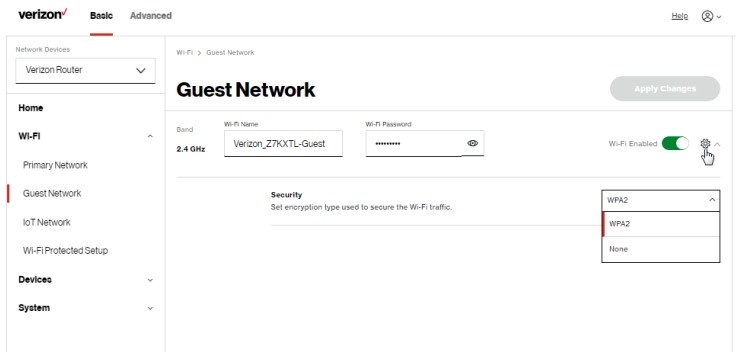 verizon✓ Basic Advanced Help
Network Devices
Verizon Router
Home
Wi-Fi
Primary Network
Guest Network
IoT Network
Wi-Fi Protected Setup
Devices
System
Wi-Fi > Guest Network
Guest Network
Apply Changes
Band
2.4 GHz
Wi-Fi Name
Verizon_Z7KXTL-Guest
Wi-Fi Password
•••••••••
Wi-Fi Enabled
Security
Set encryption type used to secure the Wi-Fi traffic.
WPA2
WPA2
None